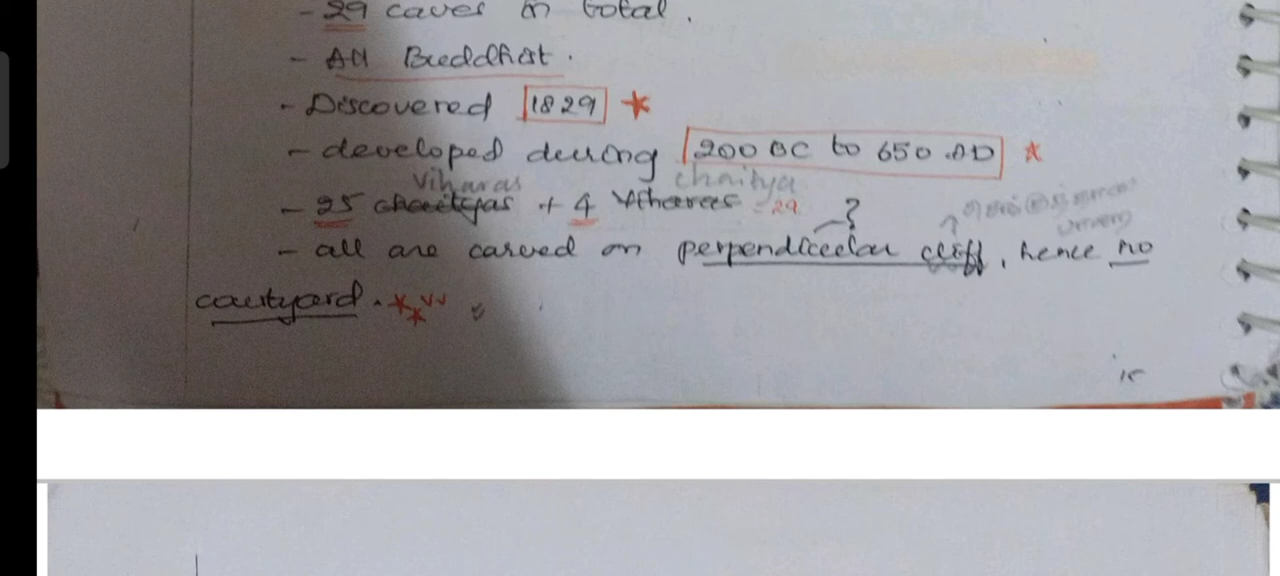 - 29 caves in total.
- All Buddhist.
- Discovered 1829 *
- developed during 200 BC to 650 AD *
Viharas chaitya
- 25 chaityas + 4 Viharas = 29
?
- all are carved on perpendicular cliff, hence no
courtyard.